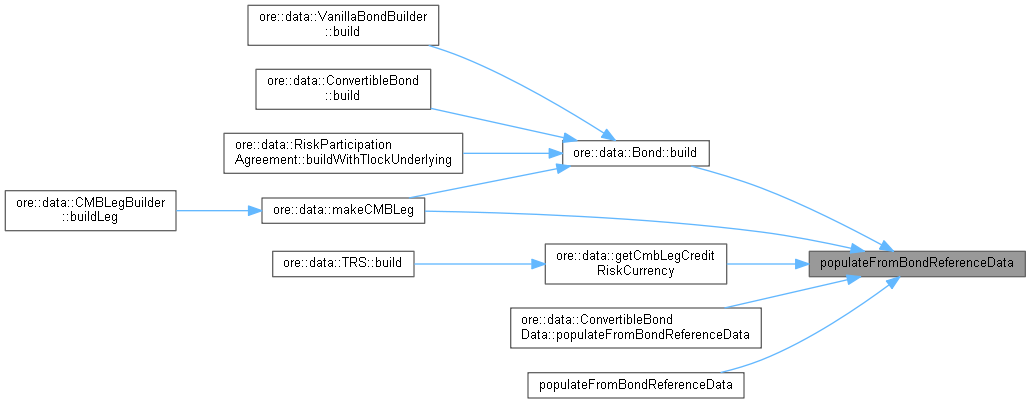 ore::data::VanillaBondBuilder
::build
ore::data::ConvertibleBond
::build
ore::data::RiskParticipation
Agreement::buildWithTlockUnderlying
ore::data::Bond::build
ore::data::CMBLegBuilder
::buildLeg
ore::data::makeCMBLeg
ore::data::TRS::build
ore::data::getCmbLegCredit
RiskCurrency
populateFromBondReferenceData
ore::data::ConvertibleBond
Data::populateFromBondReferenceData
populateFromBondReferenceData